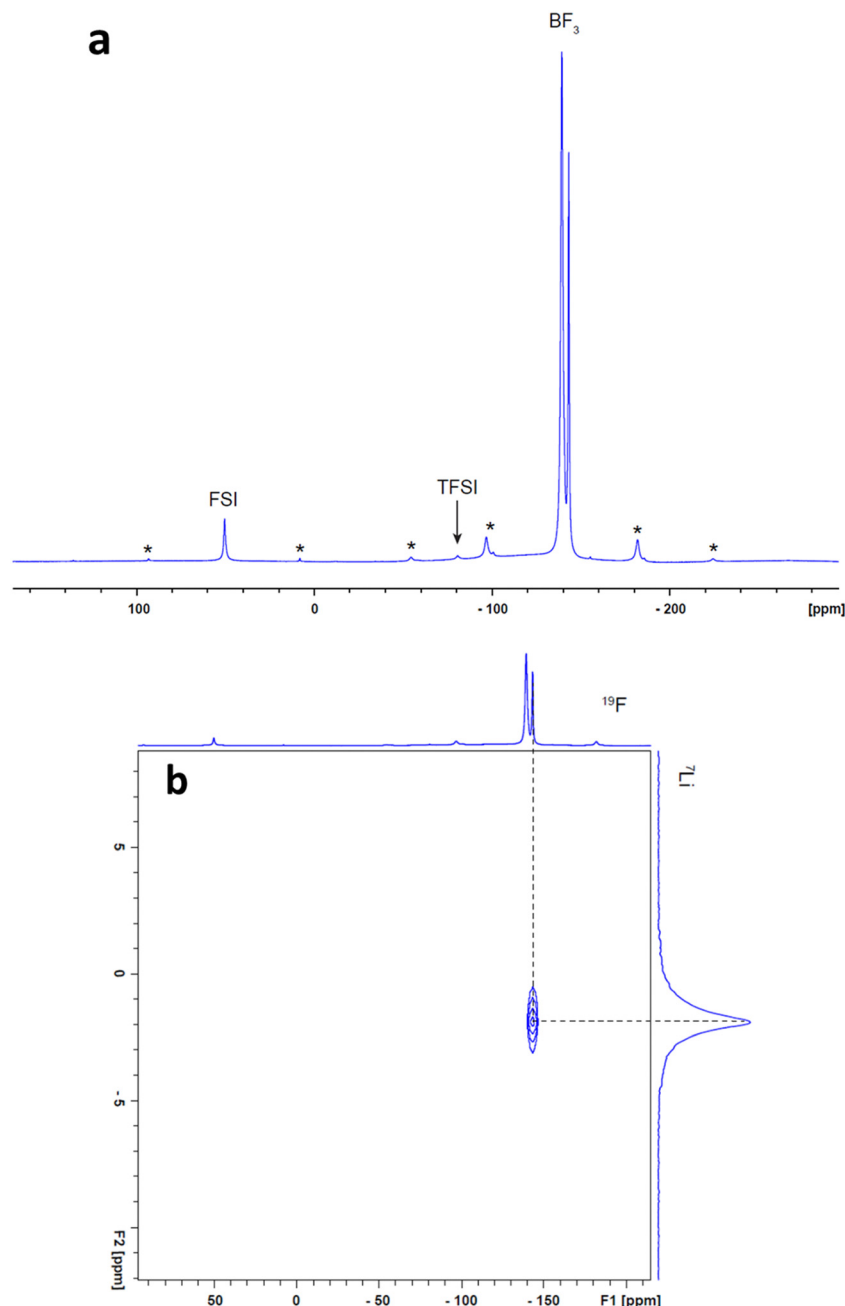 a
BF₃
FSI
TFSI
* * * * * *
100 0 - 100 - 200 [ppm]
¹⁹F
b
⁷Li
5
0
- 5
F2 [ppm]
50 0 - 50 - 100 - 150 F1 [ppm]